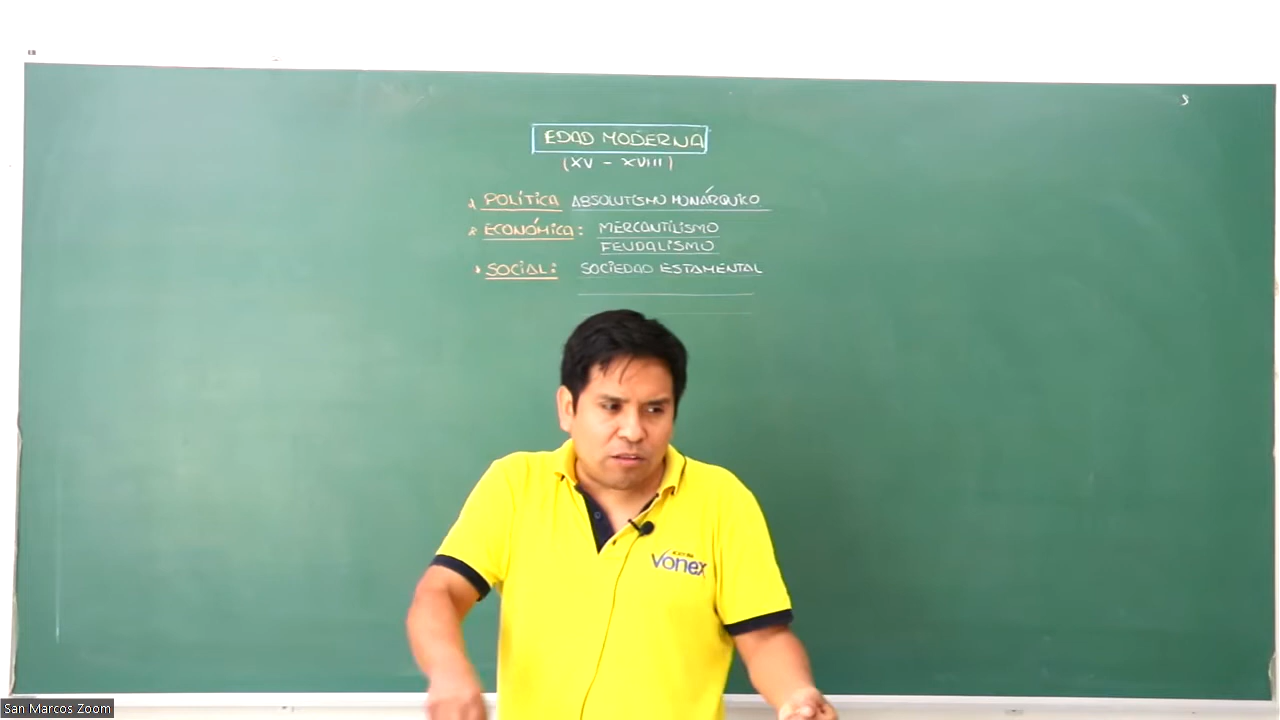 EDAD MODERNA
(XV - XVIII)
POLÍTICA ABSOLUTISMO MONÁRQUICO
ECONÓMICA: MERCANTILISMO
FEUDALISMO
SOCIAL: SOCIEDAD ESTAMENTAL
Vonex
San Marcos Zoom